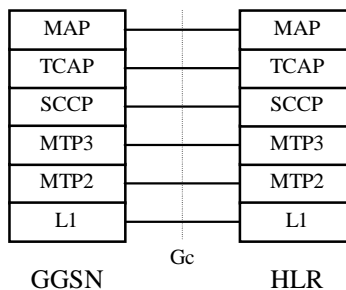 MAP MAP
TCAP TCAP
SCCP SCCP
MTP3 MTP3
MTP2 MTP2
L1 L1
Gc
GGSN HLR